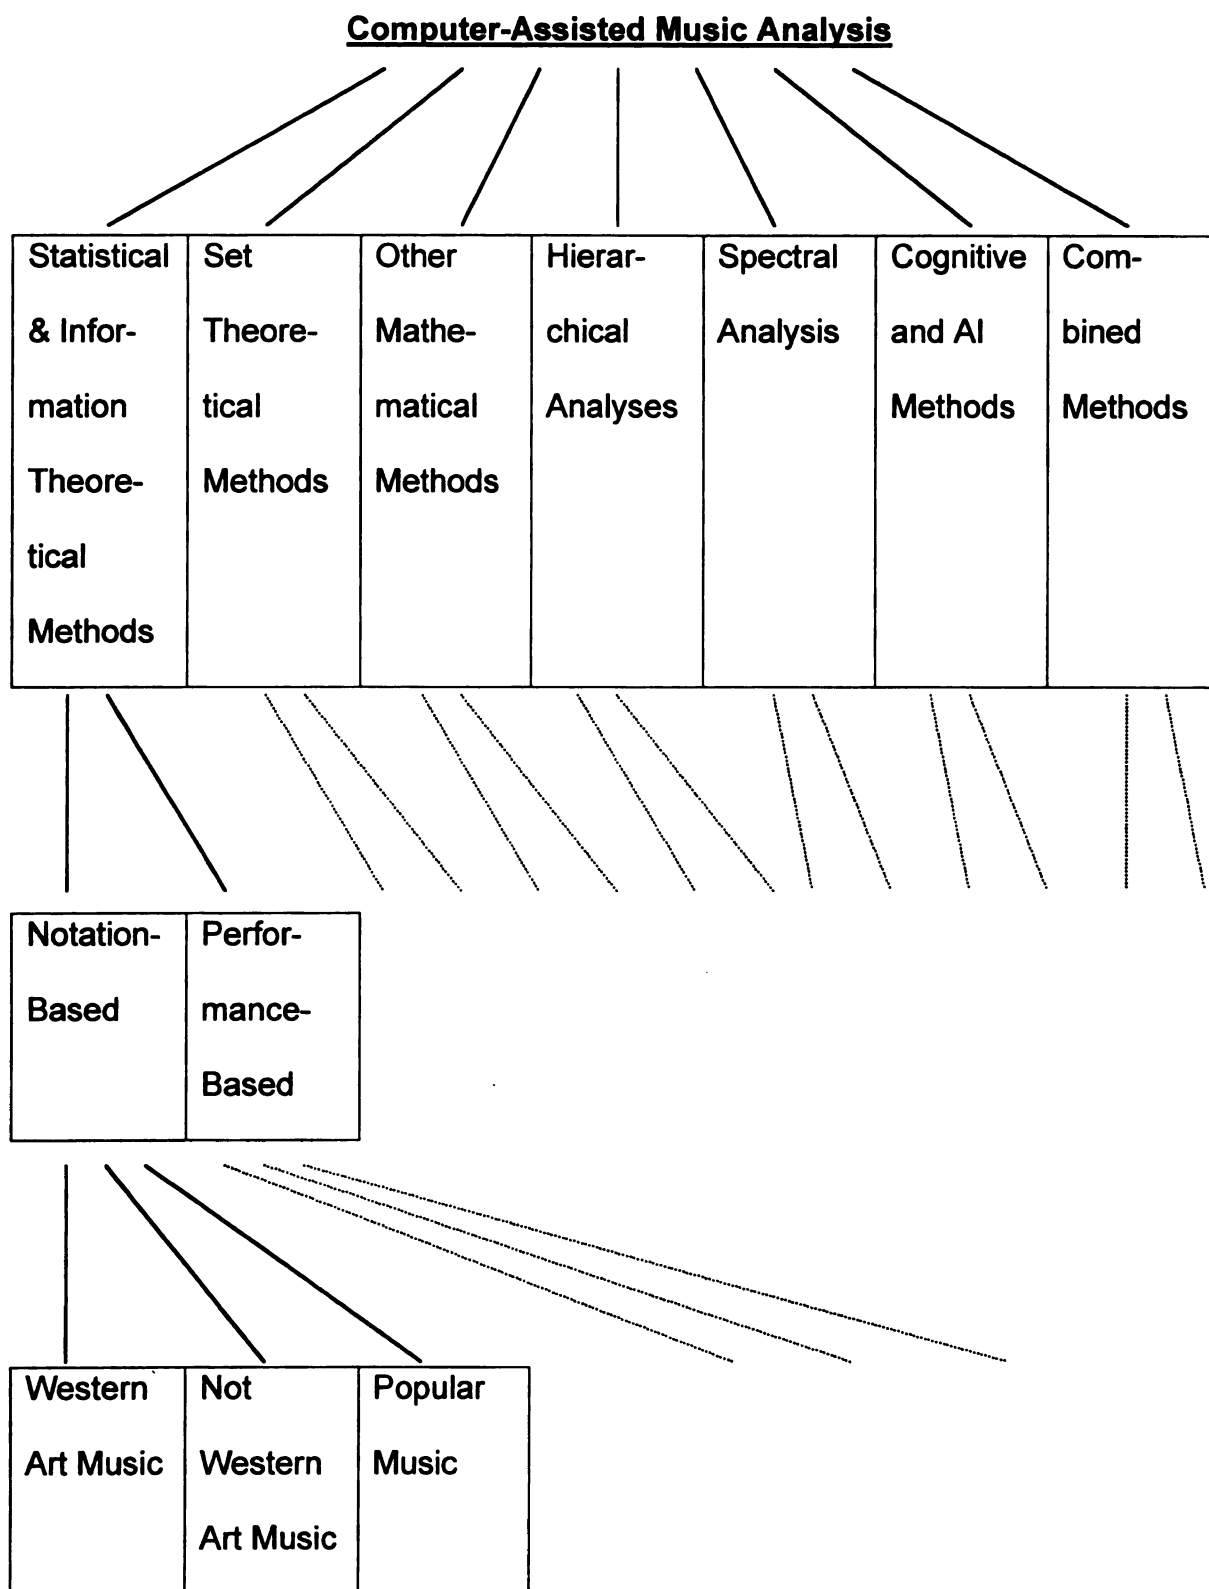 Computer-Assisted Music Analysis
Statistical
& Infor-
mation
Theore-
tical
Methods
Set
Theore-
tical
Methods
Other
Mathe-
matical
Methods
Hierar-
chical
Analyses
Spectral
Analysis
Cognitive
and AI
Methods
Com-
bined
Methods
Notation-
Based
Perfor-
mance-
Based
Western
Art Music
Not
Western
Art Music
Popular
Music